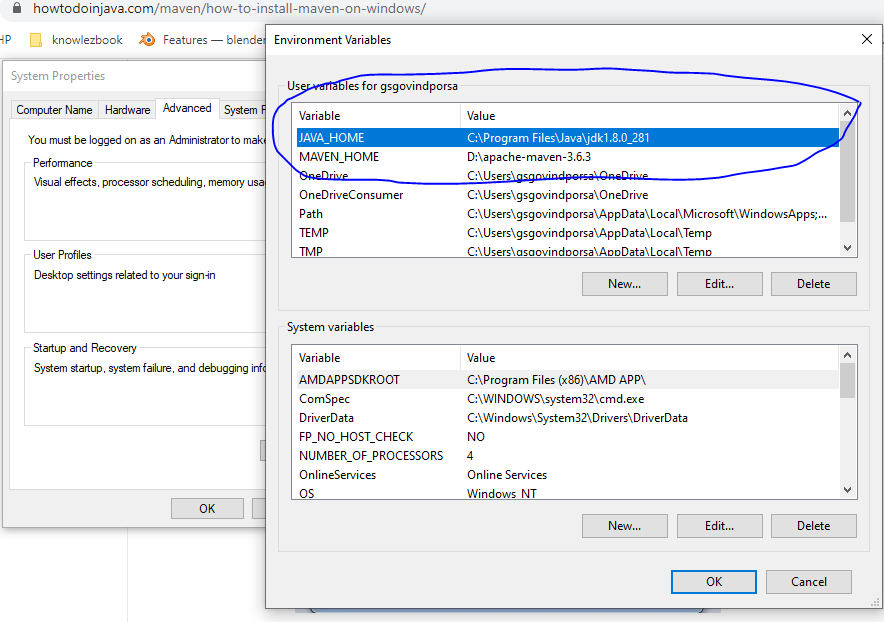 howtodoinjava.com/maven/how-to-install-maven-on-windows/
HP knowlezbook Features — blender
System Properties
Computer Name Hardware Advanced System P
You must be logged on as an Administrator to make
Performance
Visual effects, processor scheduling, memory usa
User Profiles
Desktop settings related to your sign-in
Startup and Recovery
System startup, system failure, and debugging info
OK
Environment Variables
User variables for gsgovindporsa
Variable Value
JAVA_HOME C:\Program Files\Java\jdk1.8.0_281
MAVEN_HOME D:\apache-maven-3.6.3
OneDrive C:\Users\gsgovindporsa\OneDrive
OneDriveConsumer C:\Users\gsgovindporsa\OneDrive
Path C:\Users\gsgovindporsa\AppData\Local\Microsoft\WindowsApps;...
TEMP C:\Users\gsgovindporsa\AppData\Local\Temp
TMP C:\Users\gsgovindporsa\AppData\Local\Temp
New... Edit... Delete
System variables
Variable Value
AMDAPPSDKROOT C:\Program Files (x86)\AMD APP\
ComSpec C:\WINDOWS\system32\cmd.exe
DriverData C:\Windows\System32\Drivers\DriverData
FP_NO_HOST_CHECK NO
NUMBER_OF_PROCESSORS 4
OnlineServices Online Services
OS Windows_NT
New... Edit... Delete
OK Cancel